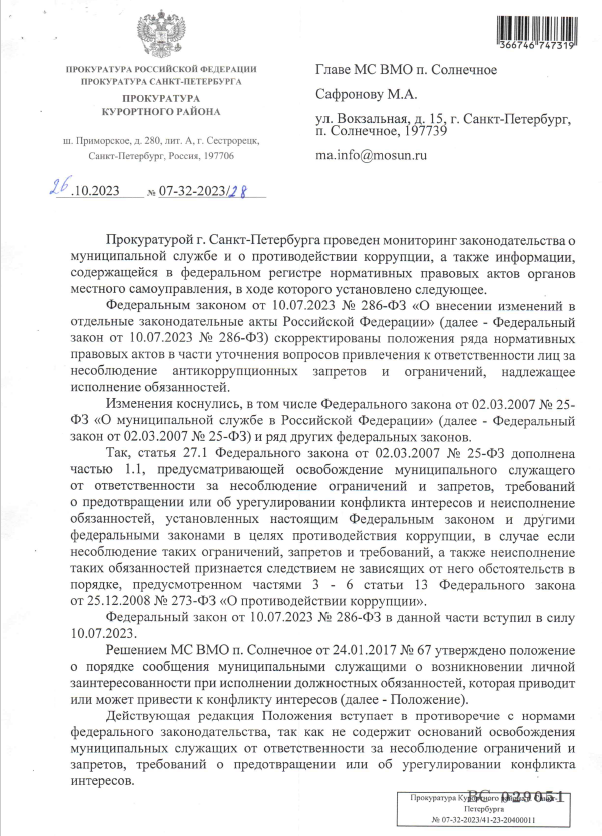 ПРОКУРАТУРА РОССИЙСКОЙ ФЕДЕРАЦИИ
ПРОКУРАТУРА САНКТ-ПЕТЕРБУРГА
ПРОКУРАТУРА
КУРОРТНОГО РАЙОНА
ш. Приморское, д. 280, лит. А, г. Сестрорецк,
Санкт-Петербург, Россия, 197706
26.10.2023 № 07-32-2023/28
366746 747319
Главе МС ВМО п. Солнечное
Сафронову М.А.
ул. Вокзальная, д. 15, г. Санкт-Петербург,
п. Солнечное, 197739
ma.info@mosun.ru
Прокуратурой г. Санкт-Петербурга проведен мониторинг законодательства о
муниципальной службе и о противодействии коррупции, а также информации,
содержащейся в федеральном регистре нормативных правовых актов органов
местного самоуправления, в ходе которого установлено следующее.
Федеральным законом от 10.07.2023 № 286-ФЗ «О внесении изменений в
отдельные законодательные акты Российской Федерации» (далее - Федеральный
закон от 10.07.2023 № 286-ФЗ) скорректированы положения ряда нормативных
правовых актов в части уточнения вопросов привлечения к ответственности лиц за
несоблюдение антикоррупционных запретов и ограничений, надлежащее
исполнение обязанностей.
Изменения коснулись, в том числе Федерального закона от 02.03.2007 № 25-
ФЗ «О муниципальной службе в Российской Федерации» (далее - Федеральный
закон от 02.03.2007 № 25-ФЗ) и ряд других федеральных законов.
Так, статья 27.1 Федерального закона от 02.03.2007 № 25-ФЗ дополнена
частью 1.1, предусматривающей освобождение муниципального служащего
от ответственности за несоблюдение ограничений и запретов, требований
о предотвращении или об урегулировании конфликта интересов и неисполнение
обязанностей, установленных настоящим Федеральным законом и другими
федеральными законами в целях противодействия коррупции, в случае если
несоблюдение таких ограничений, запретов и требований, а также неисполнение
таких обязанностей признается следствием не зависящих от него обстоятельств в
порядке, предусмотренном частями 3 - 6 статьи 13 Федерального закона
от 25.12.2008 № 273-ФЗ «О противодействии коррупции».
Федеральный закон от 10.07.2023 № 286-ФЗ в данной части вступил в силу
10.07.2023.
Решением МС ВМО п. Солнечное от 24.01.2017 № 67 утверждено положение
о порядке сообщения муниципальными служащими о возникновении личной
заинтересованности при исполнении должностных обязанностей, которая приводит
или может привести к конфликту интересов (далее - Положение).
Действующая редакция Положения вступает в противоречие с нормами
федерального законодательства, так как не содержит оснований освобождения
муниципальных служащих от ответственности за несоблюдение ограничений и
запретов, требований о предотвращении или об урегулировании конфликта
интересов.
ВС 029051
Прокуратура Курортного района г. Санкт-
Петербурга
№ 07-32-2023/41-23-20400011